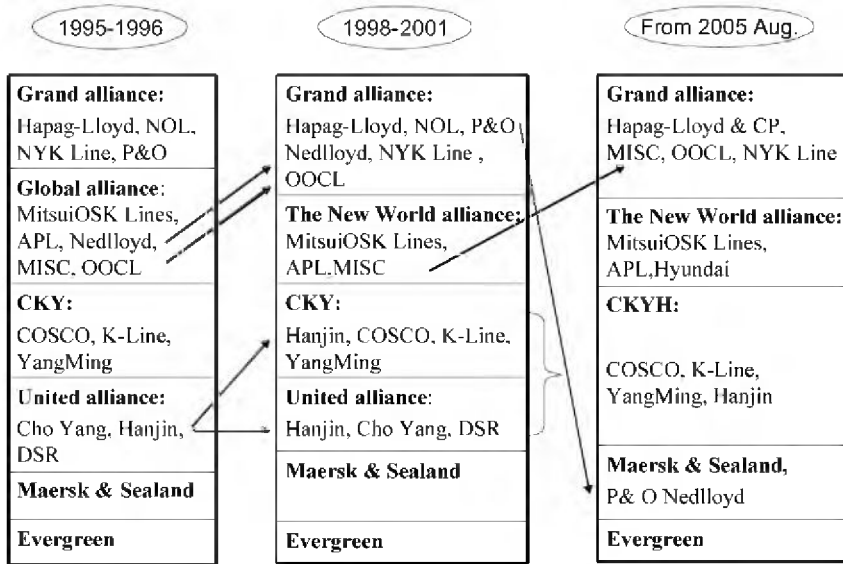 1995-1996
Grand alliance:
Hapag-Lloyd, NOL,
NYK Line, P&O
Global alliance:
MitsuiOSK Lines,
APL, Nedlloyd,
MISC, OOCL
CKY:
COSCO, K-Line,
YangMing
United alliance:
Cho Yang, Hanjin,
DSR
Maersk & Sealand
Evergreen
1998-2001
Grand alliance:
Hapag-Lloyd, NOL, P&O
Nedlloyd, NYK Line ,
OOCL
The New World alliance:
MitsuiOSK Lines,
APL,MISC
CKY:
Hanjin, COSCO, K-Line,
YangMing
United alliance:
Hanjin, Cho Yang, DSR
Maersk & Sealand
Evergreen
From 2005 Aug.
Grand alliance:
Hapag-Lloyd & CP,
MISC, OOCL, NYK Line
The New World alliance:
MitsuiOSK Lines,
APL,Hyundai
CKYH:
COSCO, K-Line,
YangMing, Hanjin
Maersk & Sealand,
P& O Nedlloyd
Evergreen